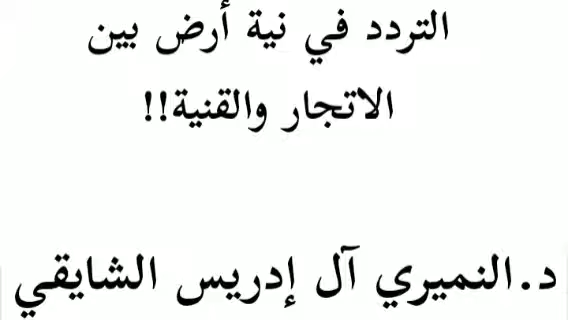 التردد في نية أرض بين
الاتجار والقنية!!
د.النميري آل إدريس الشايقي